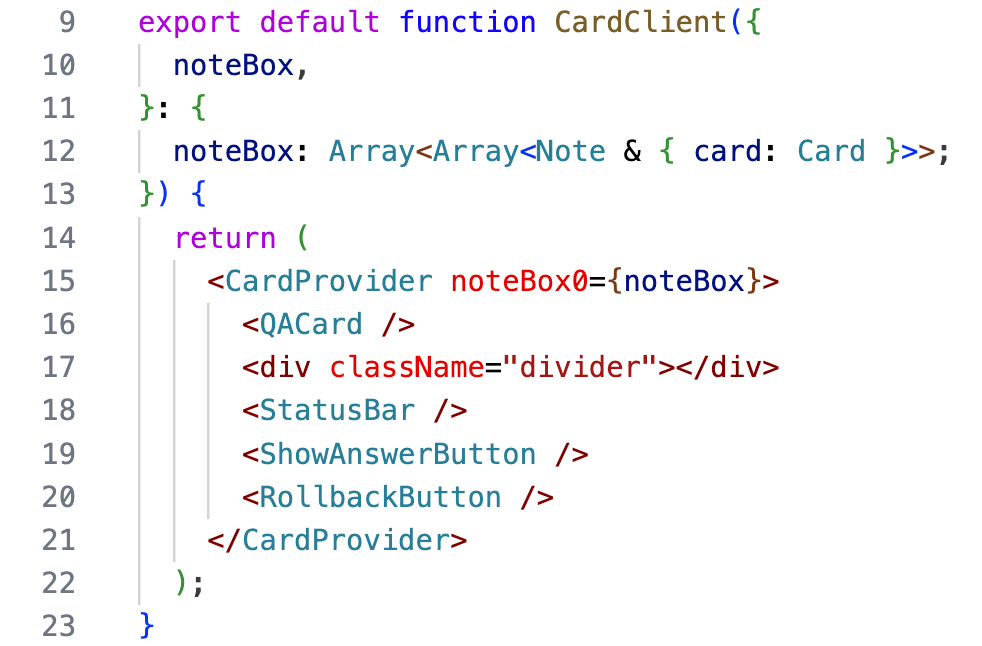 9 export default function CardClient({
10   noteBox,
11 }: {
12   noteBox: Array<Array<Note & { card: Card }>>;
13 }) {
14   return (
15     <CardProvider noteBox0={noteBox}>
16       <QACard />
17       <div className="divider"></div>
18       <StatusBar />
19       <ShowAnswerButton />
20       <RollbackButton />
21     </CardProvider>
22   );
23 }